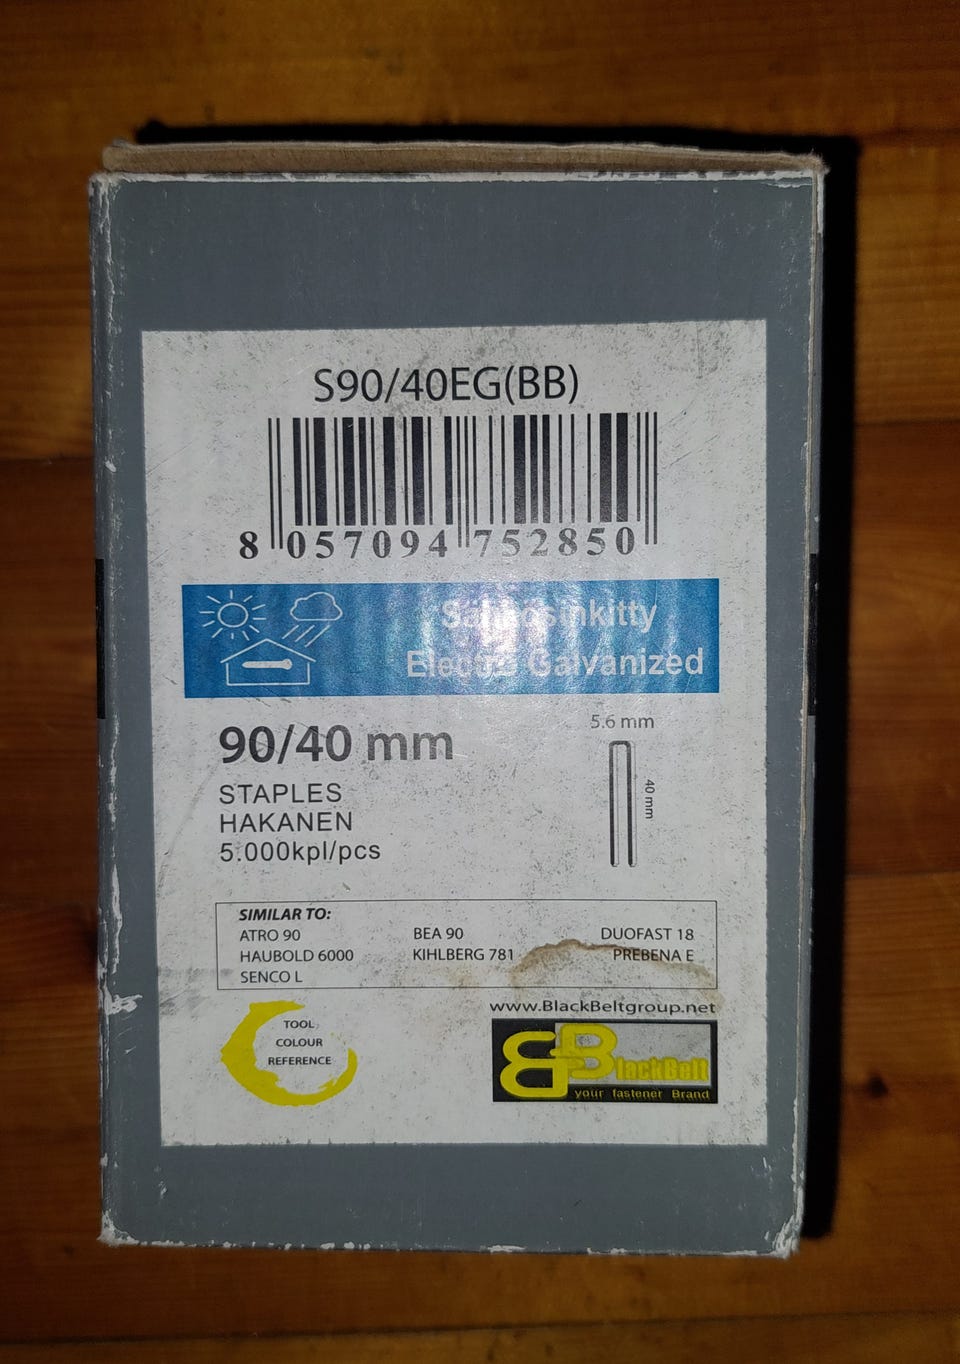 S90/40EG(BB)
8 057094 752850
Sähkösinkitty
Electro Galvanized
90/40 mm
STAPLES
HAKANEN
5.000kpl/pcs
5.6 mm
40 mm
SIMILAR TO:
ATRO 90 BEA 90 DUOFAST 18
HAUBOLD 6000 KIHLBERG 781 PREBENA E
SENCO L
www.BlackBeltgroup.net
TOOL
COLOUR
REFERENCE
BlackBelt
your fastener Brand